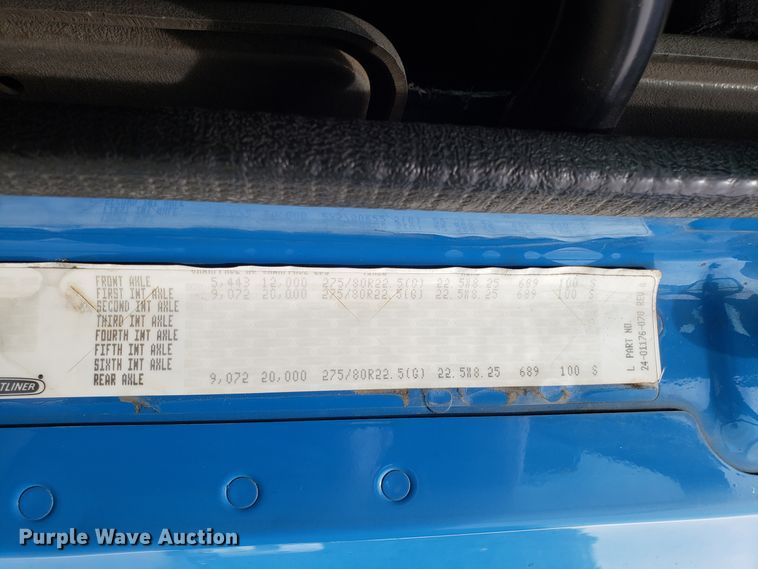 FRONT AXLE 5,443 12,000 275/80R22.5(G) 22.5X8.25 689 100 S
FIRST INT AXLE 9,072 20,000 275/80R22.5(G) 22.5X8.25 689 100 S
SECOND INT AXLE
THIRD INT AXLE
FOURTH INT AXLE
FIFTH INT AXLE
SIXTH INT AXLE
REAR AXLE 9,072 20,000 275/80R22.5(G) 22.5X8.25 689 100 S
L PART NO.
24-01176-070 REV
TLINER
Purple Wave Auction